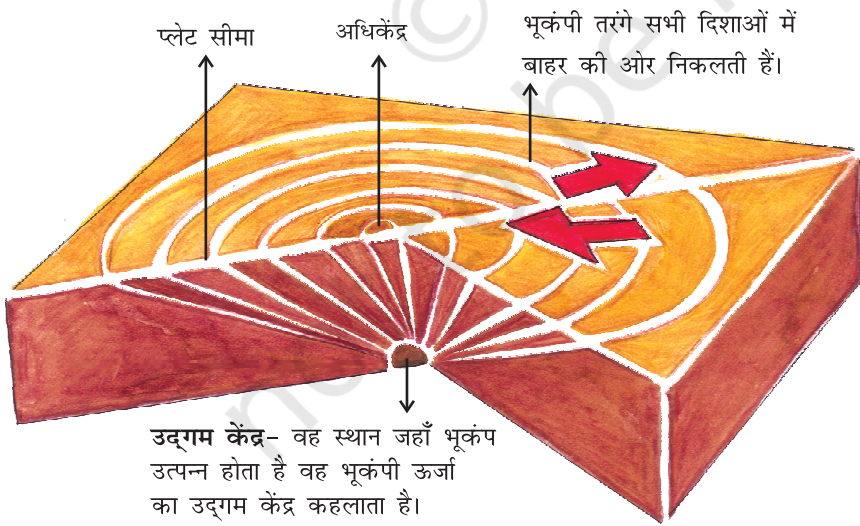 प्लेट सीमा
अधिकेंद्र
भूकंपी तरंगे सभी दिशाओं में
बाहर की ओर निकलती हैं।
उद्गम केंद्र- वह स्थान जहाँ भूकंप
उत्पन्न होता है वह भूकंपी ऊर्जा
का उद्गम केंद्र कहलाता है।